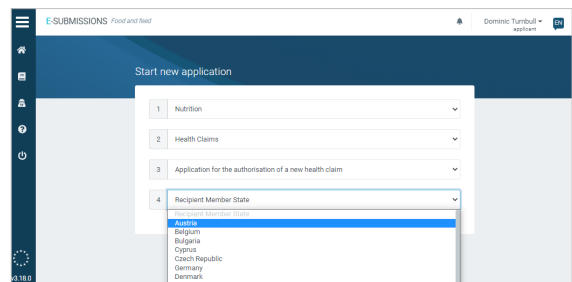 E-SUBMISSIONS Food and feed
Dominic Turnbull
applicant
EN
Start new application
1 Nutrition
2 Health Claims
3 Application for the authorisation of a new health claim
4 Recipient Member State
Recipient Member State
Austria
Belgium
Bulgaria
Cyprus
Czech Republic
Germany
Denmark
v3.18.0